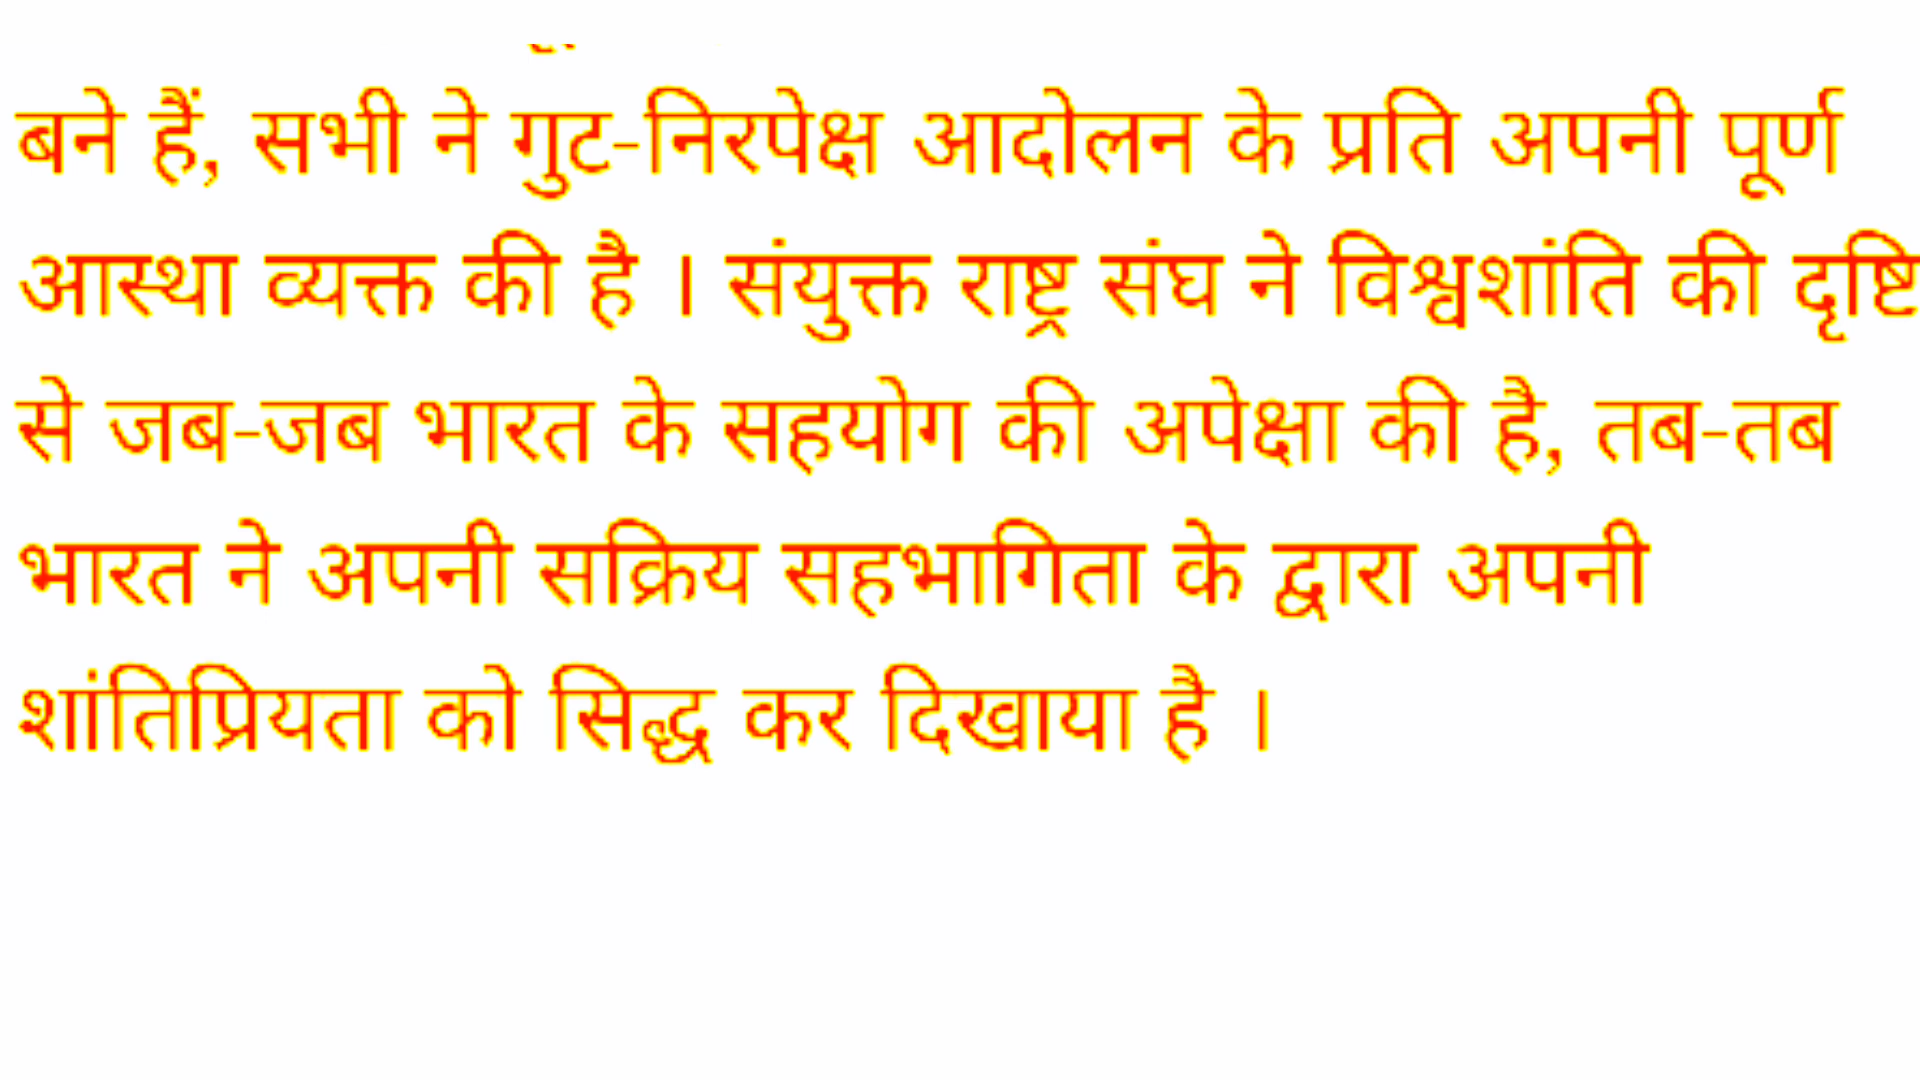 बने हैं, सभी ने गुट-निरपेक्ष आदोलन के प्रति अपनी पूर्ण
आस्था व्यक्त की है । संयुक्त राष्ट्र संघ ने विश्वशांति की दृष्टि
से जब-जब भारत के सहयोग की अपेक्षा की है, तब-तब
भारत ने अपनी सक्रिय सहभागिता के द्वारा अपनी
शांतिप्रियता को सिद्ध कर दिखाया है ।